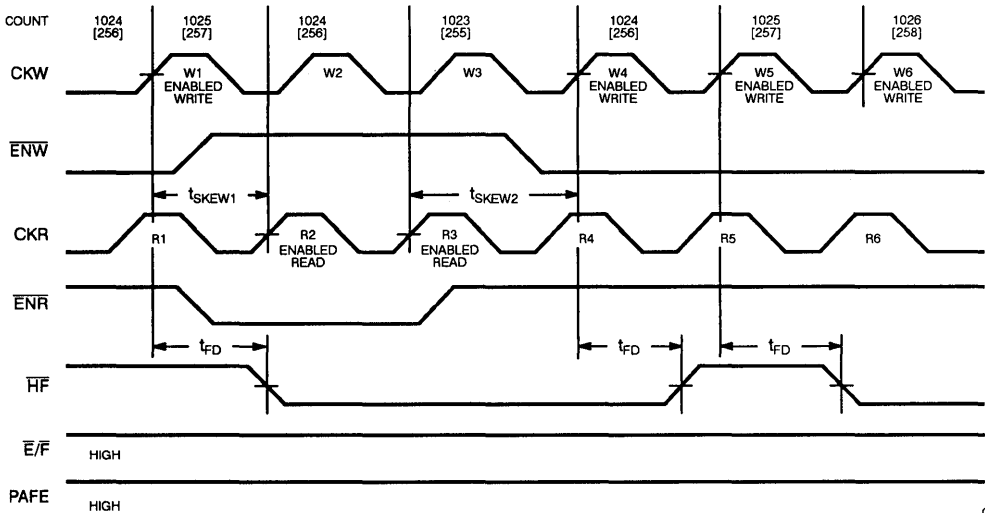 COUNT
1024 1025 1024 1023 1024 1025 1026
[256] [257] [256] [255] [256] [257] [258]
CKW
W1 W2 W3 W4 W5 W6
ENABLED ENABLED ENABLED ENABLED
WRITE WRITE WRITE WRITE
ENW
tSKEW1 tSKEW2
CKR
R1 R2 R3 R4 R5 R6
ENABLED ENABLED
READ READ
ENR
tFD tFD tFD
HF
E/F
HIGH
PAFE
HIGH